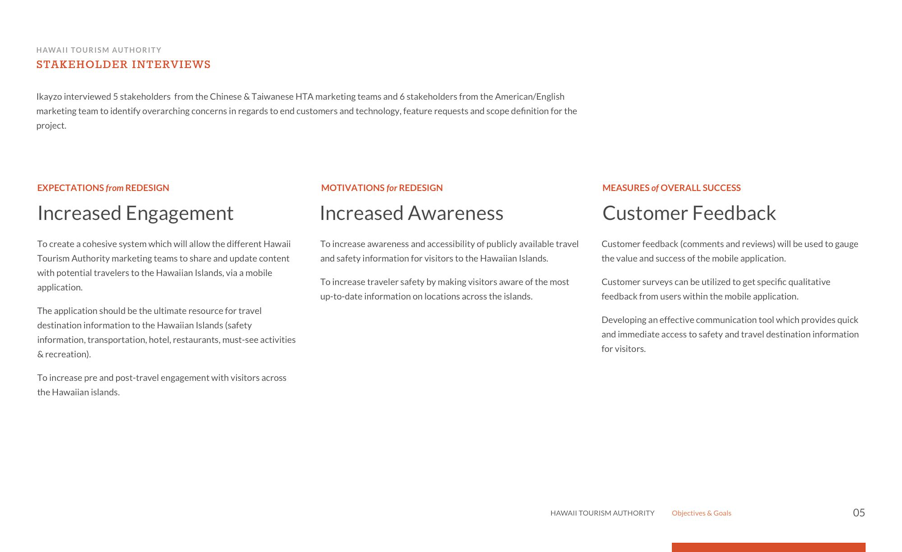 HAWAII TOURISM AUTHORITY
STAKEHOLDER INTERVIEWS
Ikayzo interviewed 5 stakeholders from the Chinese & Taiwanese HTA marketing teams and 6 stakeholders from the American/English
marketing team to identify overarching concerns in regards to end customers and technology, feature requests and scope definition for the
project.
EXPECTATIONS from REDESIGN
Increased Engagement
To create a cohesive system which will allow the different Hawaii
Tourism Authority marketing teams to share and update content
with potential travelers to the Hawaiian Islands, via a mobile
application.
The application should be the ultimate resource for travel
destination information to the Hawaiian Islands (safety
information, transportation, hotel, restaurants, must-see activities
& recreation).
To increase pre and post-travel engagement with visitors across
the Hawaiian islands.
MOTIVATIONS for REDESIGN
Increased Awareness
To increase awareness and accessibility of publicly available travel
and safety information for visitors to the Hawaiian Islands.
To increase traveler safety by making visitors aware of the most
up-to-date information on locations across the islands.
MEASURES of OVERALL SUCCESS
Customer Feedback
Customer feedback (comments and reviews) will be used to gauge
the value and success of the mobile application.
Customer surveys can be utilized to get specific qualitative
feedback from users within the mobile application.
Developing an effective communication tool which provides quick
and immediate access to safety and travel destination information
for visitors.
HAWAII TOURISM AUTHORITY Objectives & Goals 05